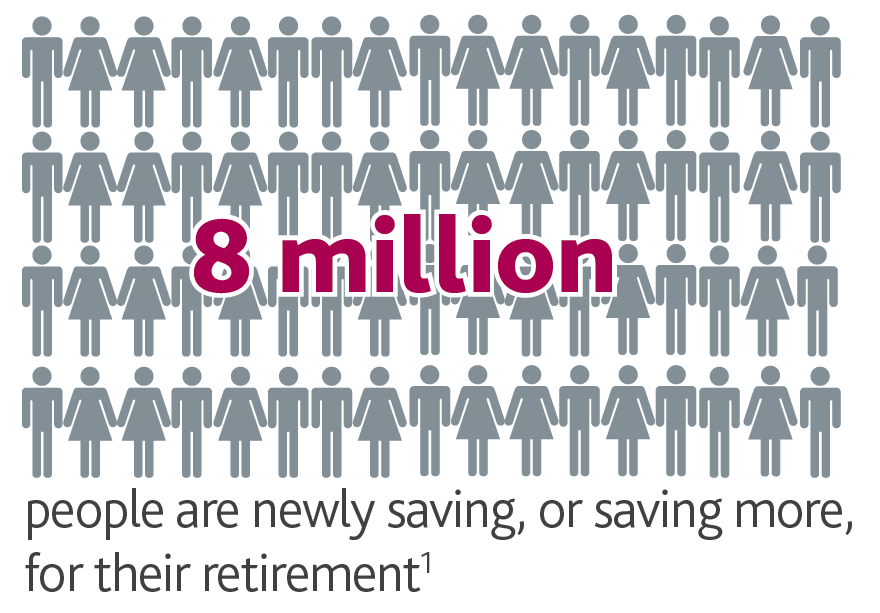 8 million
people are newly saving, or saving more,
for their retirement¹